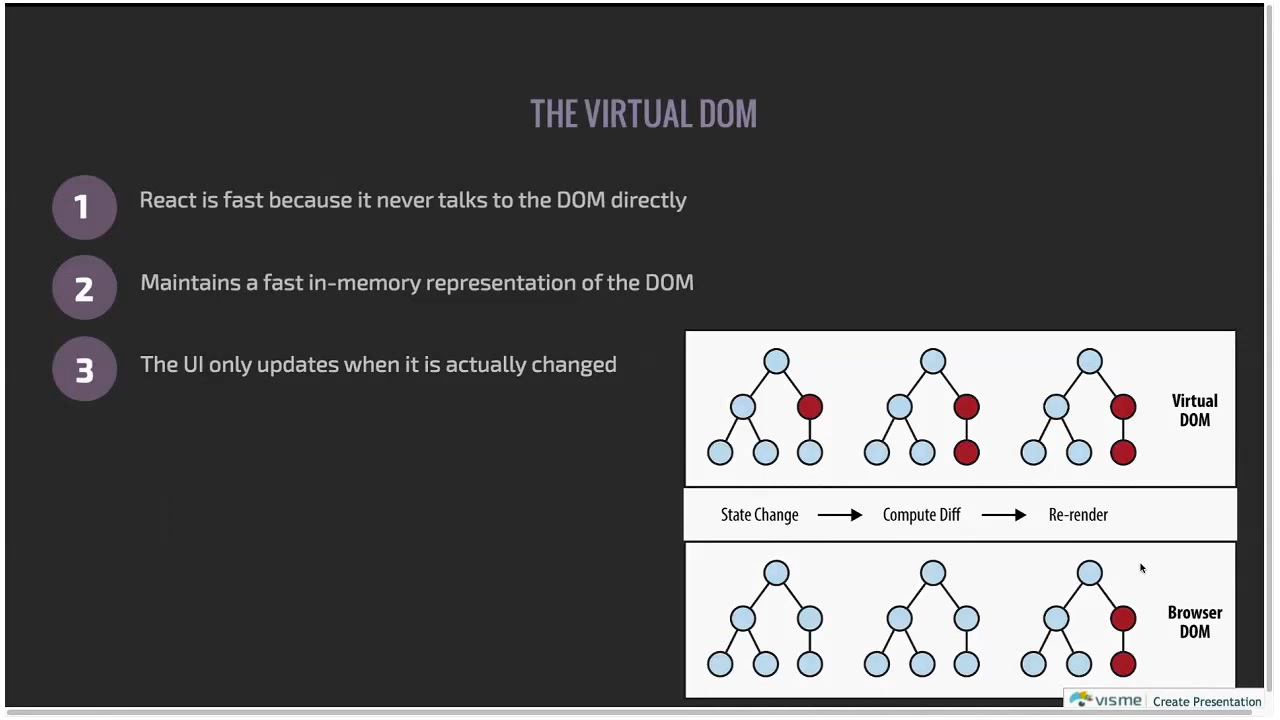 THE VIRTUAL DOM
1
React is fast because it never talks to the DOM directly
2
Maintains a fast in-memory representation of the DOM
3
The UI only updates when it is actually changed
Virtual
DOM
State Change
Compute Diff
Re-render
Browser
DOM
visme
Create Presentation